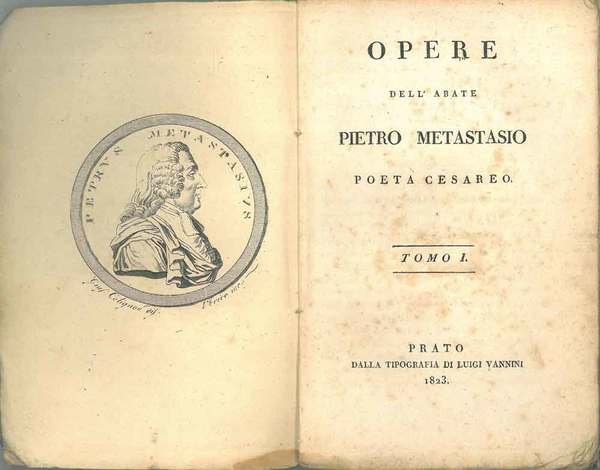 PETRVS METASTASIVS
OPERE
DELL' ABATE
PIETRO METASTASIO
POETA CESAREO.
TOMO I.
PRATO
DALLA TIPOGRAFIA DI LUIGI VANNINI
1823.